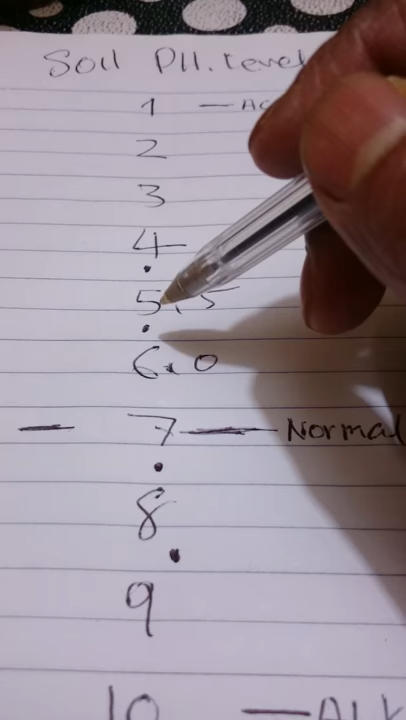 Soil PH. Level
1 — Ac
2
3
4
5.5
6.0
— 7 — Normal
8
9
10 — Alk